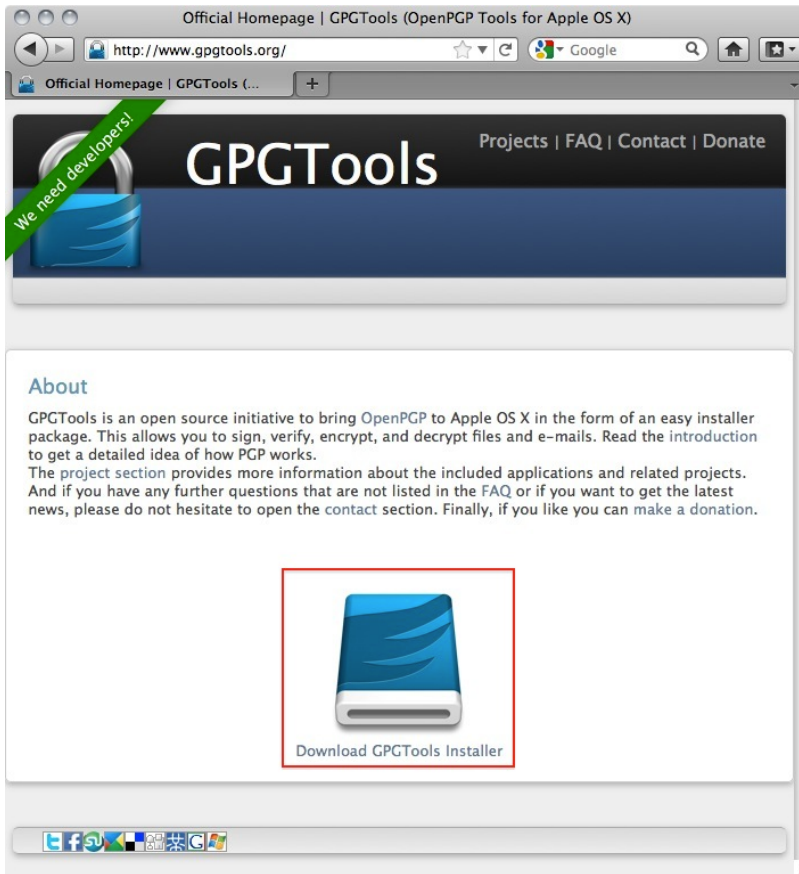 Official Homepage | GPGTools (OpenPGP Tools for Apple OS X)
http://www.gpgtools.org/
Google
Official Homepage | GPGTools (...
We need developers!
GPGTools
Projects | FAQ | Contact | Donate
About
GPGTools is an open source initiative to bring OpenPGP to Apple OS X in the form of an easy installer
package. This allows you to sign, verify, encrypt, and decrypt files and e-mails. Read the introduction
to get a detailed idea of how PGP works.
The project section provides more information about the included applications and related projects.
And if you have any further questions that are not listed in the FAQ or if you want to get the latest
news, please do not hesitate to open the contact section. Finally, if you like you can make a donation.
Download GPGTools Installer